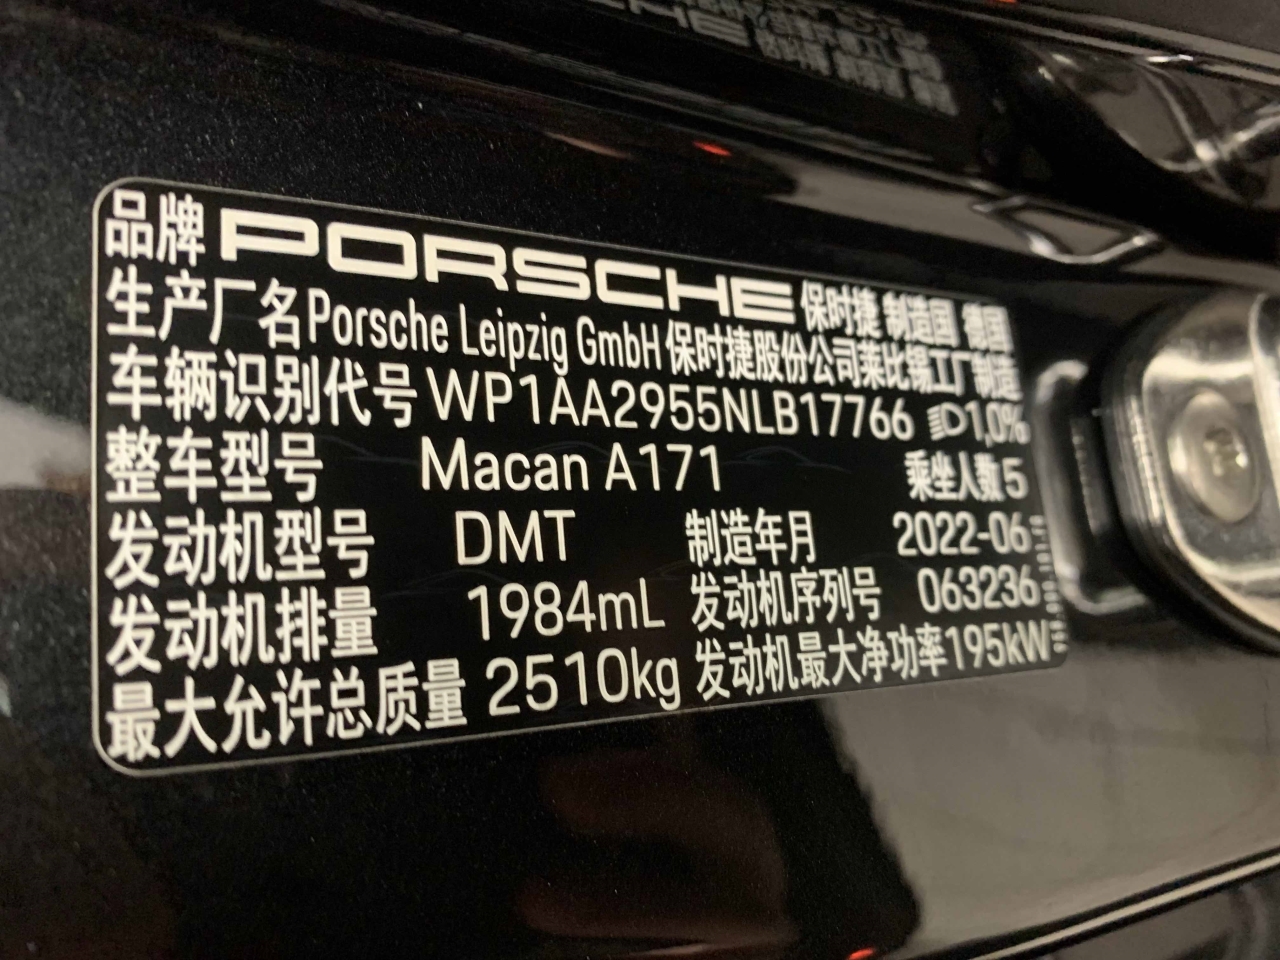 品牌 PORSCHE 保时捷 制造国 德国
生产厂名 Porsche Leipzig GmbH 保时捷股份公司莱比锡工厂制造
车辆识别代号 WP1AA2955NLB17766 1,0%
整车型号 Macan A171 乘坐人数 5
发动机型号 DMT 制造年月 2022-06
发动机排量 1984mL 发动机序列号 063236
最大允许总质量 2510kg 发动机最大净功率 195kW